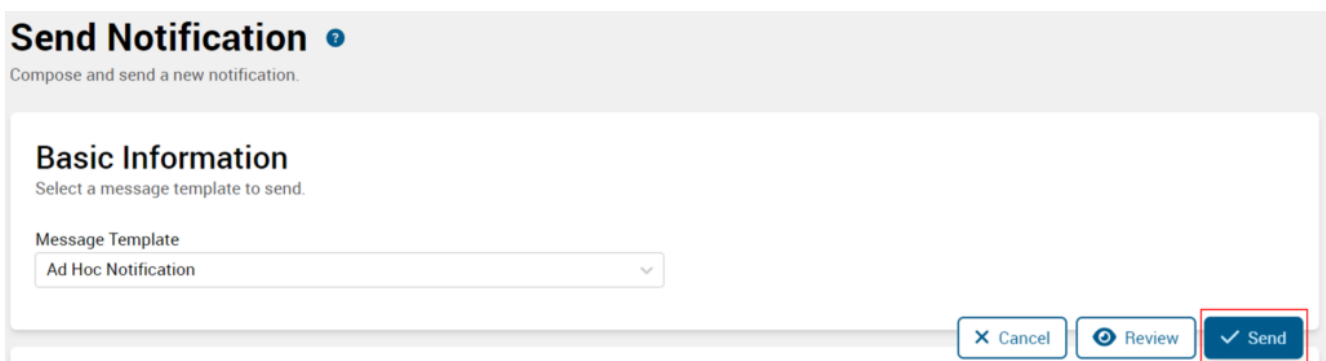 Send Notification ?
Compose and send a new notification.
Basic Information
Select a message template to send.
Message Template
Ad Hoc Notification
Cancel Review Send